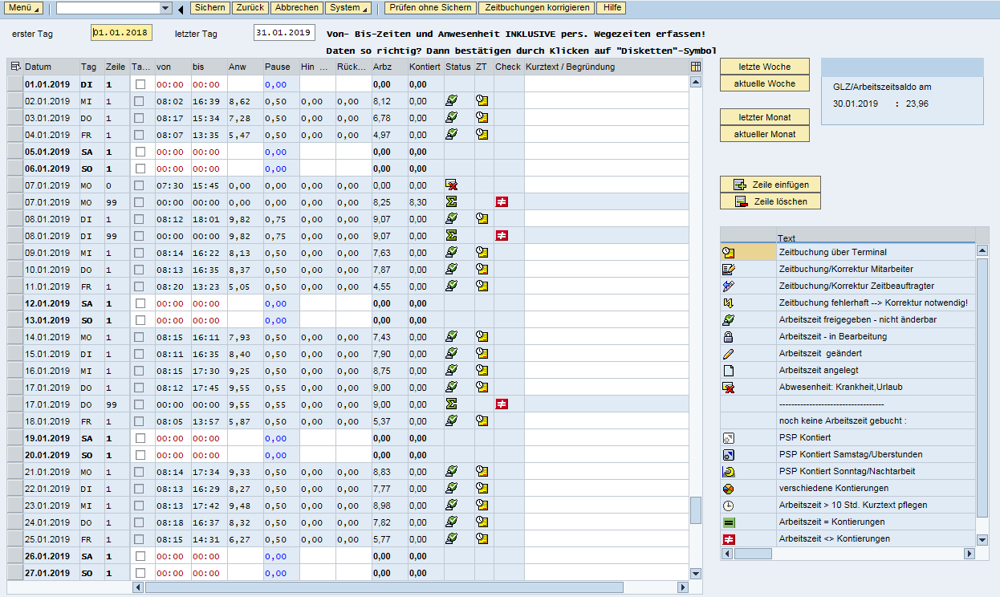 Menü Sichern Zurück Abbrechen System Prüfen ohne Sichern Zeitbuchungen korrigieren Hilfe
erster Tag 01.01.2018 letzter Tag 31.01.2019 Von- Bis-Zeiten und Anwesenheit INKLUSIVE pers. Wegezeiten erfassen!
Daten so richtig? Dann bestätigen durch Klicken auf "Disketten"-Symbol
Datum Tag Zeile Ta... von bis Anw Pause Hin ... Rück... Arbz Kontiert Status ZT Check Kurztext / Begründung
01.01.2019 DI 1 00:00 00:00 0,00 0,00 0,00
02.01.2019 MI 1 08:02 16:39 8,62 0,50 0,00 0,00 8,12 0,00
03.01.2019 DO 1 08:17 15:34 7,28 0,50 0,00 0,00 6,78 0,00
04.01.2019 FR 1 08:07 13:35 5,47 0,50 0,00 0,00 4,97 0,00
05.01.2019 SA 1 00:00 00:00 0,00 0,00 0,00
06.01.2019 SO 1 00:00 00:00 0,00 0,00 0,00
07.01.2019 MO 0 07:30 15:45 0,00 0,00 0,00 0,00 0,00 0,00
07.01.2019 MO 99 00:00 00:00 0,00 0,00 0,00 0,00 8,25 8,30
08.01.2019 DI 1 08:12 18:01 9,82 0,75 0,00 0,00 9,07 0,00
08.01.2019 DI 99 00:00 00:00 9,82 0,75 0,00 0,00 9,07 0,00
09.01.2019 MI 1 08:14 16:22 8,13 0,50 0,00 0,00 7,63 0,00
10.01.2019 DO 1 08:13 16:35 8,37 0,50 0,00 0,00 7,87 0,00
11.01.2019 FR 1 08:20 13:23 5,05 0,50 0,00 0,00 4,55 0,00
12.01.2019 SA 1 00:00 00:00 0,00 0,00 0,00
13.01.2019 SO 1 00:00 00:00 0,00 0,00 0,00
14.01.2019 MO 1 08:15 16:11 7,93 0,50 0,00 0,00 7,43 0,00
15.01.2019 DI 1 08:11 16:35 8,40 0,50 0,00 0,00 7,90 0,00
16.01.2019 MI 1 08:15 17:30 9,25 0,50 0,00 0,00 8,75 0,00
17.01.2019 DO 1 08:12 17:45 9,55 0,55 0,00 0,00 9,00 0,00
17.01.2019 DO 99 00:00 00:00 9,55 0,55 0,00 0,00 9,00 0,00
18.01.2019 FR 1 08:05 13:57 5,87 0,50 0,00 0,00 5,37 0,00
19.01.2019 SA 1 00:00 00:00 0,00 0,00 0,00
20.01.2019 SO 1 00:00 00:00 0,00 0,00 0,00
21.01.2019 MO 1 08:14 17:34 9,33 0,50 0,00 0,00 8,83 0,00
22.01.2019 DI 1 08:13 16:29 8,27 0,50 0,00 0,00 7,77 0,00
23.01.2019 MI 1 08:13 17:42 9,48 0,50 0,00 0,00 8,98 0,00
24.01.2019 DO 1 08:18 16:37 8,32 0,50 0,00 0,00 7,82 0,00
25.01.2019 FR 1 08:15 14:31 6,27 0,50 0,00 0,00 5,77 0,00
26.01.2019 SA 1 00:00 00:00 0,00 0,00 0,00
27.01.2019 SO 1 00:00 00:00 0,00 0,00 0,00
letzte Woche
aktuelle Woche
letzter Monat
aktueller Monat
GLZ/Arbeitszeitsaldo am
30.01.2019 : 23,96
Zeile einfügen
Zeile löschen
Text
Zeitbuchung über Terminal
Zeitbuchung/Korrektur Mitarbeiter
Zeitbuchung/Korrektur Zeitbeauftragter
Zeitbuchung fehlerhaft --> Korrektur notwendig!
Arbeitszeit freigegeben - nicht änderbar
Arbeitszeit - in Bearbeitung
Arbeitszeit geändert
Arbeitszeit angelegt
Abwesenheit: Krankheit,Urlaub
-----------------------------------
noch keine Arbeitszeit gebucht :
PSP Kontiert
PSP Kontiert Samstag/Überstunden
PSP Kontiert Sonntag/Nachtarbeit
verschiedene Kontierungen
Arbeitszeit > 10 Std. Kurztext pflegen
Arbeitszeit = Kontierungen
Arbeitszeit <> Kontierungen